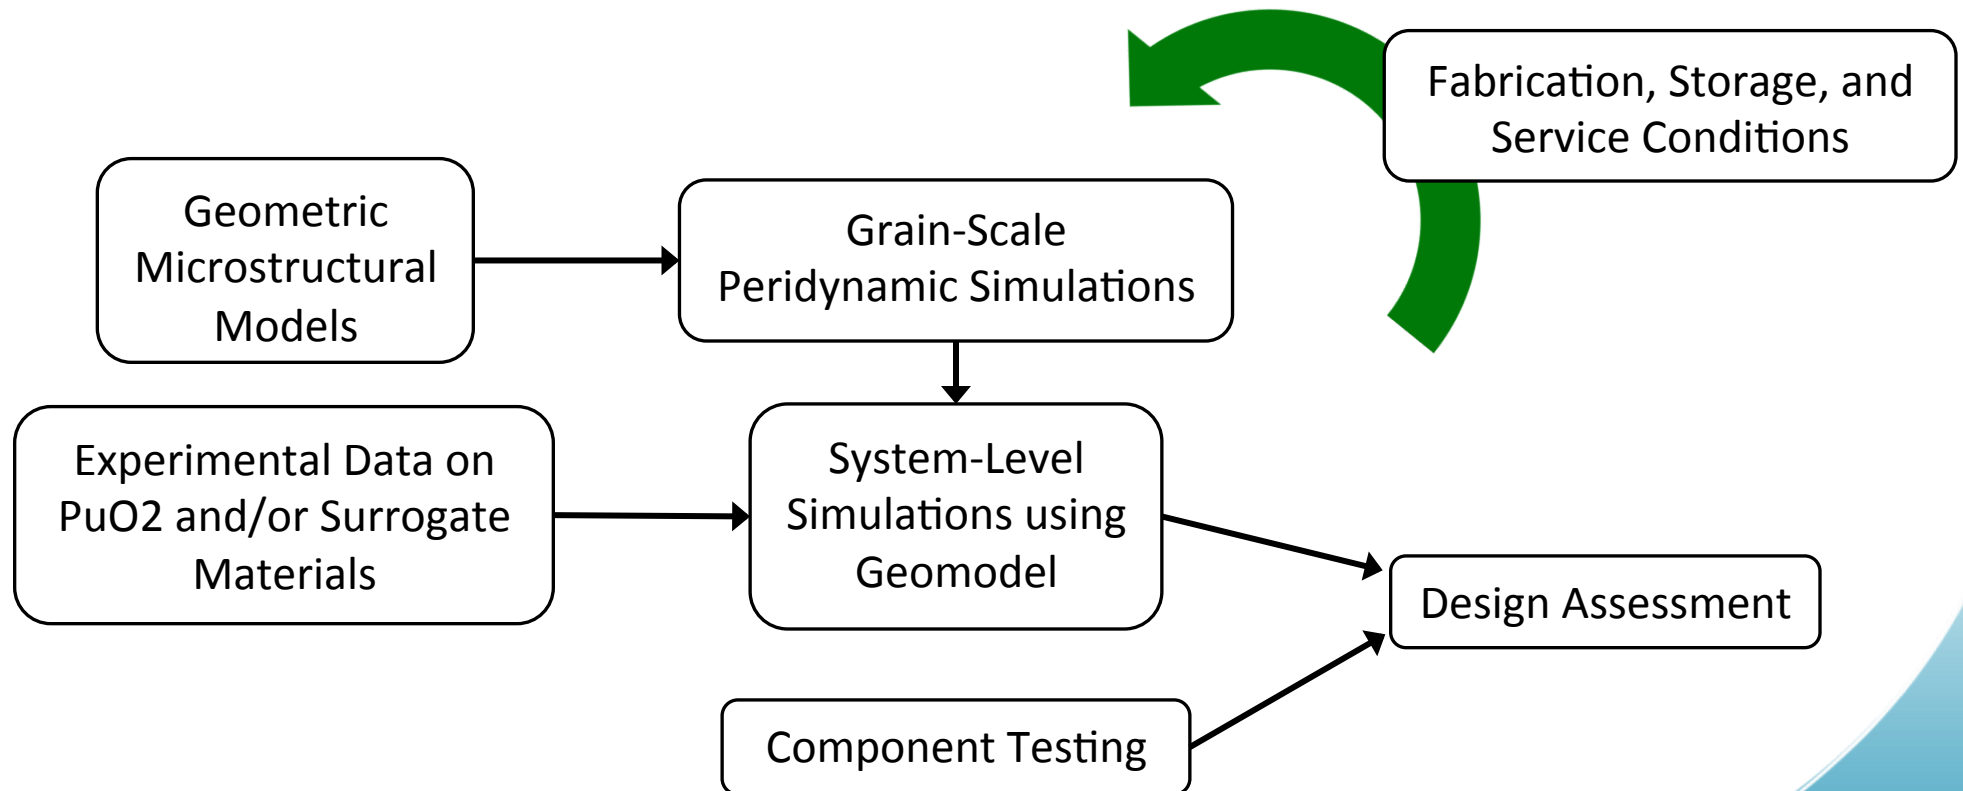 Fabrication, Storage, and
Service Conditions
Geometric
Microstructural
Models
Grain-Scale
Peridynamic Simulations
Experimental Data on
PuO2 and/or Surrogate
Materials
System-Level
Simulations using
Geomodel
Design Assessment
Component Testing